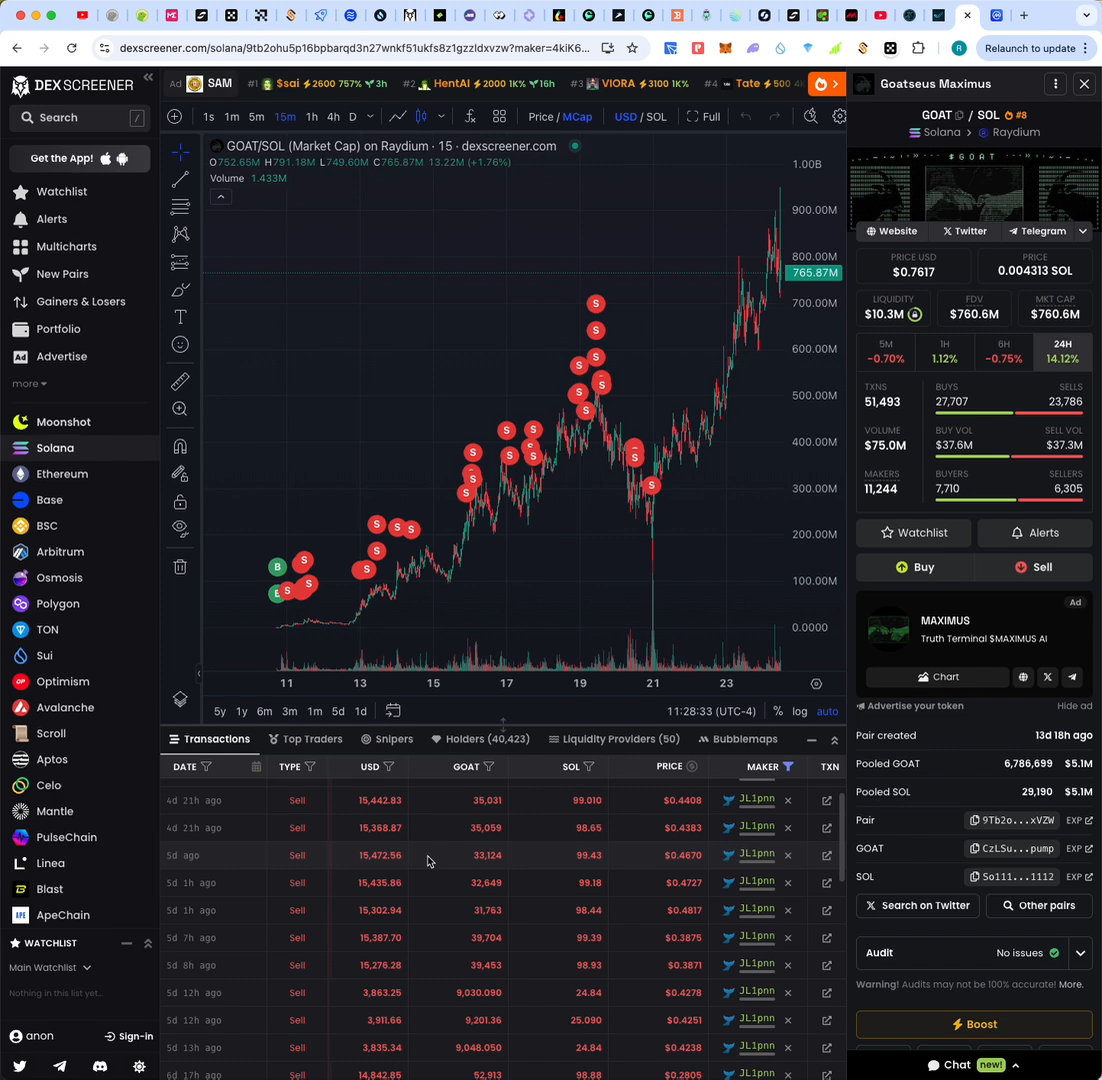 dexscreener.com/solana/9tb2ohu5p16bpbarqd3n27wnkf51ukfs8z1gzzldxvzw?maker=4kiK6...
R
Relaunch to update
DEX SCREENER
Search
/
Get the App!
Watchlist
Alerts
Multicharts
New Pairs
Gainers & Losers
Portfolio
Ad Advertise
more
Moonshot
Solana
Ethereum
Base
BSC
Arbitrum
Osmosis
Polygon
TON
Sui
Optimism
Avalanche
Scroll
Aptos
Celo
Mantle
PulseChain
Linea
Blast
ApeChain
WATCHLIST
Main Watchlist
Nothing in this list yet...
anon
Sign-in
Ad SAM #1 $sai 2600 757% 3h #2 HentAI 2000 1K% 16h #3 VIORA 3100 1K% #4 Tate 500
1s 1m 5m 15m 1h 4h D Price / MCap USD / SOL Full
GOAT/SOL (Market Cap) on Raydium · 15 · dexscreener.com
O752.65M H791.18M L749.60M C765.87M 13.22M (+1.76%)
Volume 1.433M
1.00B
900.00M
800.00M
765.87M
700.00M
600.00M
500.00M
400.00M
300.00M
200.00M
100.00M
0.0000
11 13 15 17 19 21 23
5y 1y 6m 3m 1m 5d 1d 11:28:33 (UTC-4) % log auto
Transactions Top Traders Snipers Holders (40,423) Liquidity Providers (50) Bubblemaps
DATE TYPE USD GOAT SOL PRICE MAKER TXN
4d 21h ago Sell 15,442.83 35,031 99.010 $0.4408 JL1pnn
4d 21h ago Sell 15,368.87 35,059 98.65 $0.4383 JL1pnn
5d ago Sell 15,472.56 33,124 99.43 $0.4670 JL1pnn
5d 1h ago Sell 15,435.86 32,649 99.18 $0.4727 JL1pnn
5d 1h ago Sell 15,302.94 31,763 98.44 $0.4817 JL1pnn
5d 7h ago Sell 15,387.70 39,704 99.39 $0.3875 JL1pnn
5d 8h ago Sell 15,276.28 39,453 98.93 $0.3871 JL1pnn
5d 12h ago Sell 3,863.25 9,030.090 24.84 $0.4278 JL1pnn
5d 12h ago Sell 3,911.66 9,201.36 25.090 $0.4251 JL1pnn
5d 13h ago Sell 3,835.34 9,048.050 24.84 $0.4238 JL1pnn
6d 17h ago Sell 14,842.85 52,913 98.88 $0.2805 JL1pnn
Goatseus Maximus
GOAT / SOL #8
Solana > Raydium
$GOAT
Website Twitter Telegram
PRICE USD
$0.7617
PRICE
0.004313 SOL
LIQUIDITY
$10.3M
FDV
$760.6M
MKT CAP
$760.6M
5M
-0.70%
1H
1.12%
6H
-0.75%
24H
14.12%
TXNS
51,493
BUYS
27,707
SELLS
23,786
VOLUME
$75.0M
BUY VOL
$37.6M
SELL VOL
$37.3M
MAKERS
11,244
BUYERS
7,710
SELLERS
6,305
Watchlist
Alerts
Buy
Sell
Ad
MAXIMUS
Truth Terminal $MAXIMUS AI
Chart
Advertise your token
Hide ad
Pair created 13d 18h ago
Pooled GOAT 6,786,699 $5.1M
Pooled SOL 29,190 $5.1M
Pair 9Tb2o...xVZW EXP
GOAT CzLSu...pump EXP
SOL So111...1112 EXP
Search on Twitter
Other pairs
Audit No issues
Warning! Audits may not be 100% accurate! More.
Boost
Chat new!